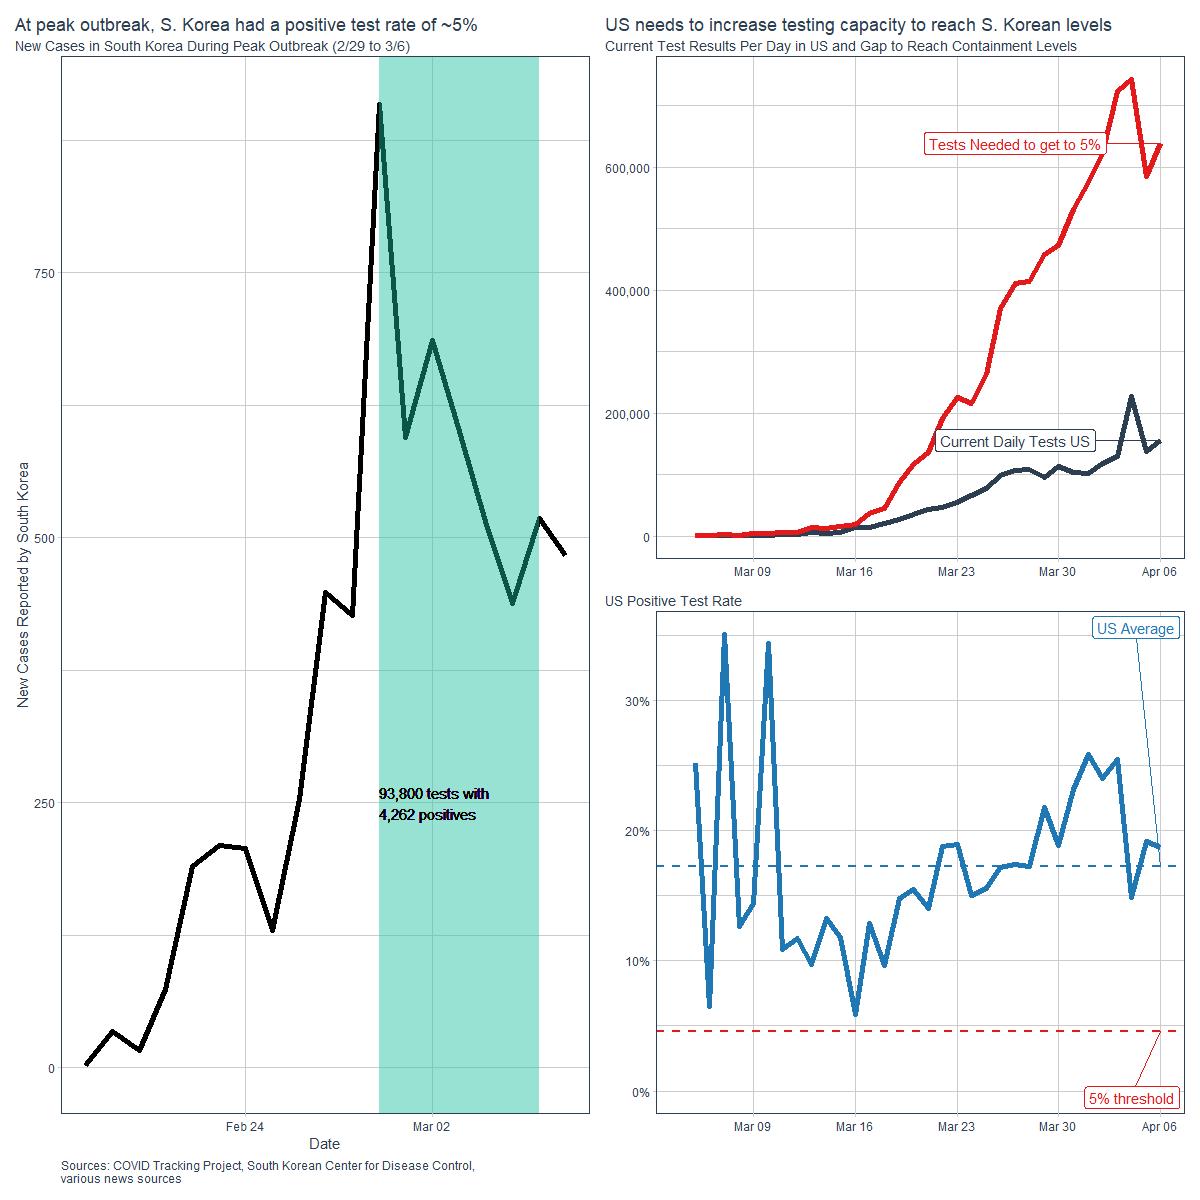 At peak outbreak, S. Korea had a positive test rate of ~5%
New Cases in South Korea During Peak Outbreak (2/29 to 3/6)
New Cases Reported by South Korea
750
500
250
0
93,800 tests with
4,262 positives
Feb 24
Mar 02
Date
Sources: COVID Tracking Project, South Korean Center for Disease Control,
various news sources
US needs to increase testing capacity to reach S. Korean levels
Current Test Results Per Day in US and Gap to Reach Containment Levels
600,000
400,000
200,000
0
Tests Needed to get to 5%
Current Daily Tests US
Mar 09
Mar 16
Mar 23
Mar 30
Apr 06
US Positive Test Rate
30%
20%
10%
0%
US Average
5% threshold
Mar 09
Mar 16
Mar 23
Mar 30
Apr 06